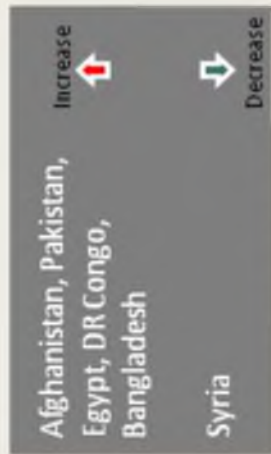 Afghanistan, Pakistan,
Egypt, DR Congo,
Bangladesh
Increase
Syria
Decrease